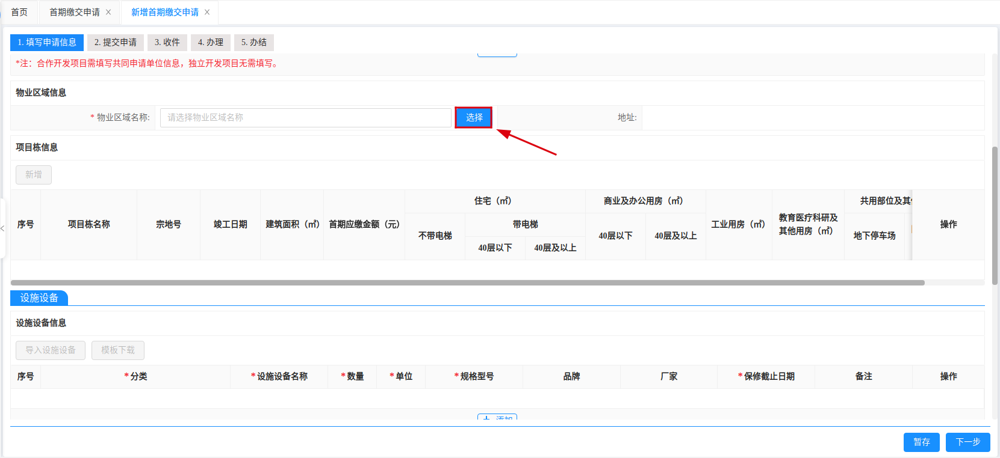 首页 首期缴交申请 × 新增首期缴交申请 ×
1. 填写申请信息 2. 提交申请 3. 收件 4. 办理 5. 办结
*注：合作开发项目需填写共同申请单位信息，独立开发项目无需填写。
物业区域信息
* 物业区域名称: 请选择物业区域名称 选择 地址:
项目栋信息
新增
住宅（㎡） 商业及办公用房（㎡） 共用部位及其
序号 项目栋名称 宗地号 竣工日期 建筑面积（㎡） 首期应缴金额（元） 不带电梯 带电梯 40层以下 40层及以上 工业用房（㎡） 教育医疗科研及 地下停车场 操作
其他用房（㎡）
40层以下 40层及以上
设施设备
设施设备信息
导入设施设备 模板下载
序号 *分类 *设施设备名称 *数量 *单位 *规格型号 品牌 厂家 *保修截止日期 备注 操作
暂存 下一步